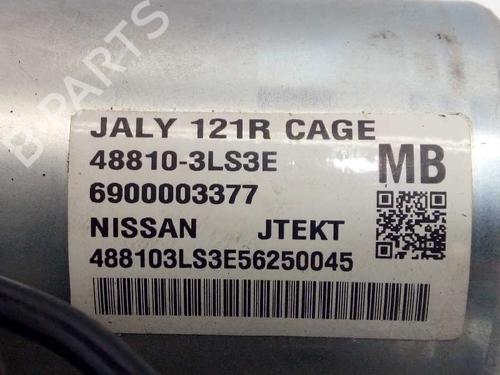 B PARTS
JALY 121R CAGE
48810-3LS3E
MB
6900003377
NISSAN JTEKT
488103LS3E56250045